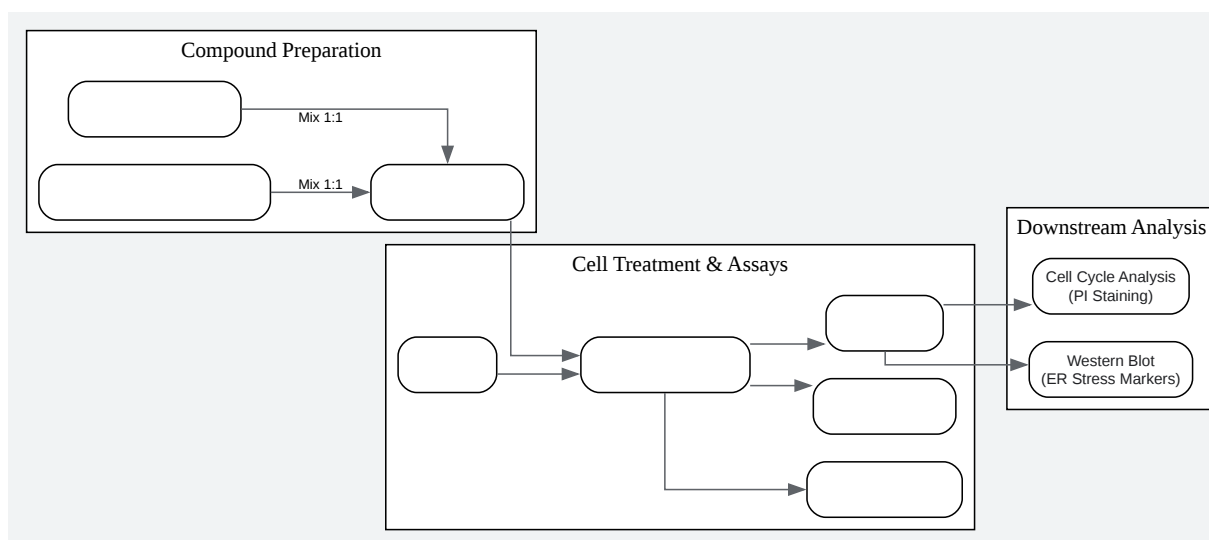 Compound Preparation
Mix 1:1
Mix 1:1
Cell Treatment & Assays
Downstream Analysis
Cell Cycle Analysis
(PI Staining)
Western Blot
(ER Stress Markers)